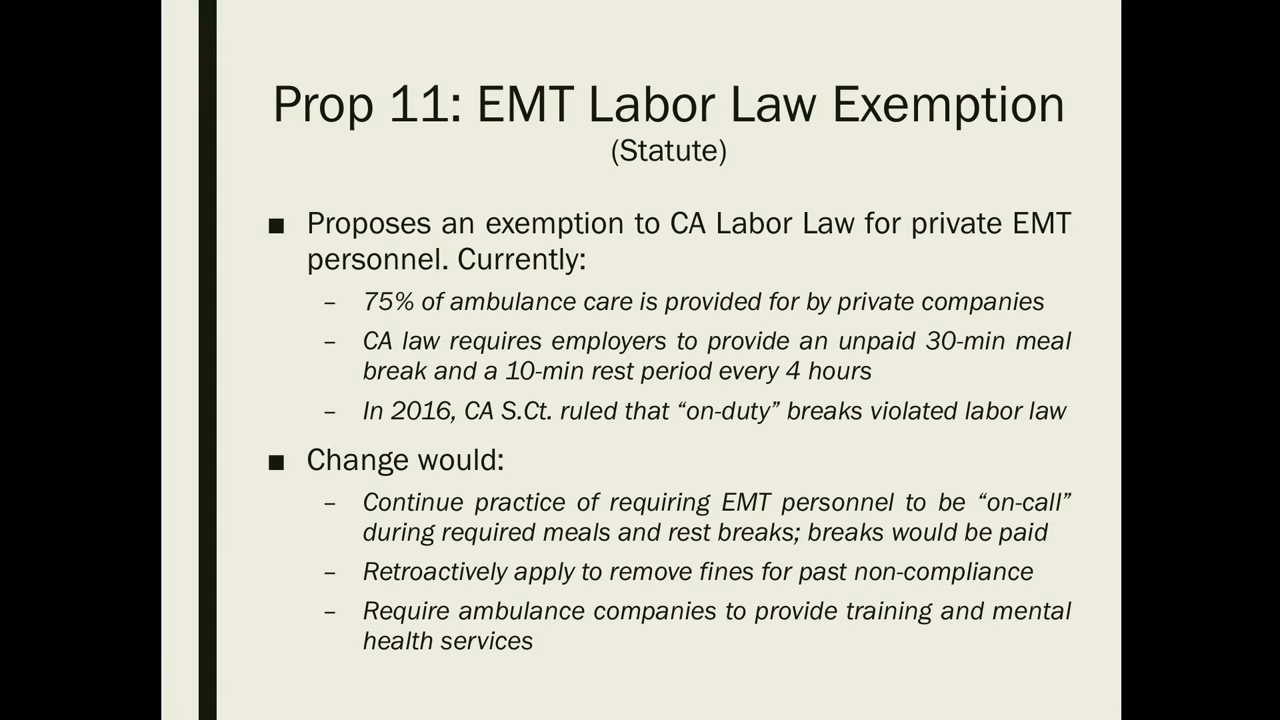 Prop 11: EMT Labor Law Exemption
(Statute)
■ Proposes an exemption to CA Labor Law for private EMT
personnel. Currently:
– 75% of ambulance care is provided for by private companies
– CA law requires employers to provide an unpaid 30-min meal
break and a 10-min rest period every 4 hours
– In 2016, CA S.Ct. ruled that “on-duty” breaks violated labor law
■ Change would:
– Continue practice of requiring EMT personnel to be “on-call”
during required meals and rest breaks; breaks would be paid
– Retroactively apply to remove fines for past non-compliance
– Require ambulance companies to provide training and mental
health services